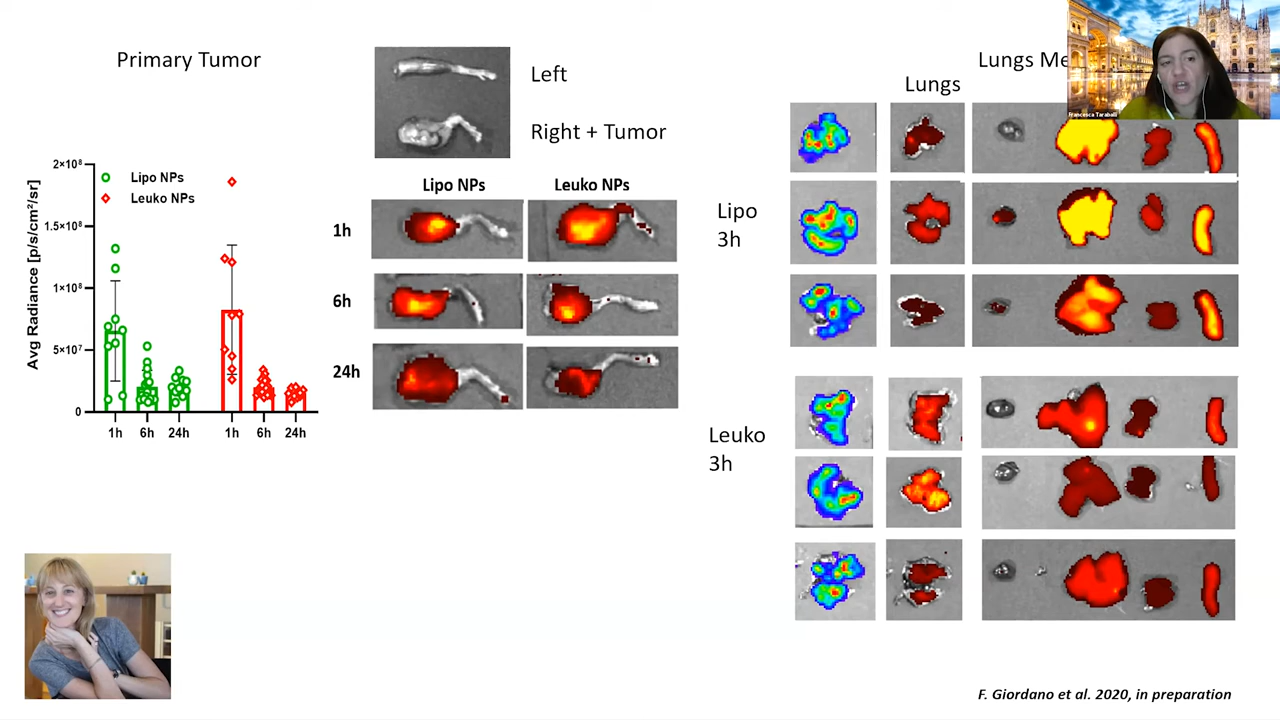 Primary Tumor
Left
Right + Tumor
Lungs Me
Lungs
Francesca Taraballi
Avg Radiance [p/s/cm²/sr]
2×10⁸
1.5×10⁸
1×10⁸
5×10⁷
0
Lipo NPs
Leuko NPs
1h
6h
24h
1h
6h
24h
Lipo NPs
Leuko NPs
1h
6h
24h
Lipo
3h
Leuko
3h
F. Giordano et al. 2020, in preparation